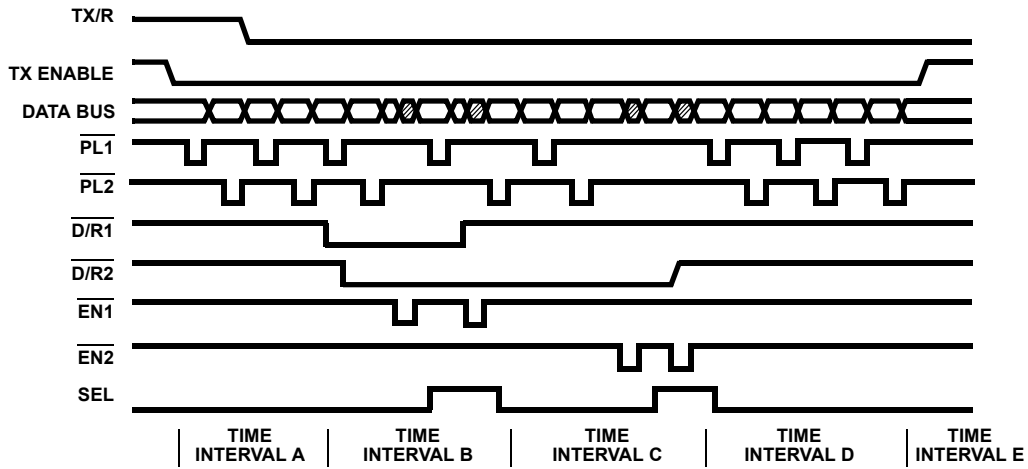 TX/R
TX ENABLE
DATA BUS
PL1
PL2
D/R1
D/R2
EN1
EN2
SEL
TIME INTERVAL A
TIME INTERVAL B
TIME INTERVAL C
TIME INTERVAL D
TIME INTERVAL E